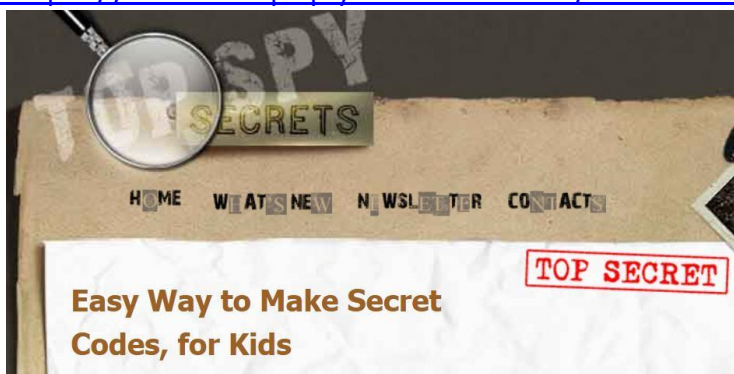 TOP SPY
SECRETS
HOME WHAT'S NEW NEWSLETTER CONTACTS
TOP SECRET
Easy Way to Make Secret
Codes, for Kids